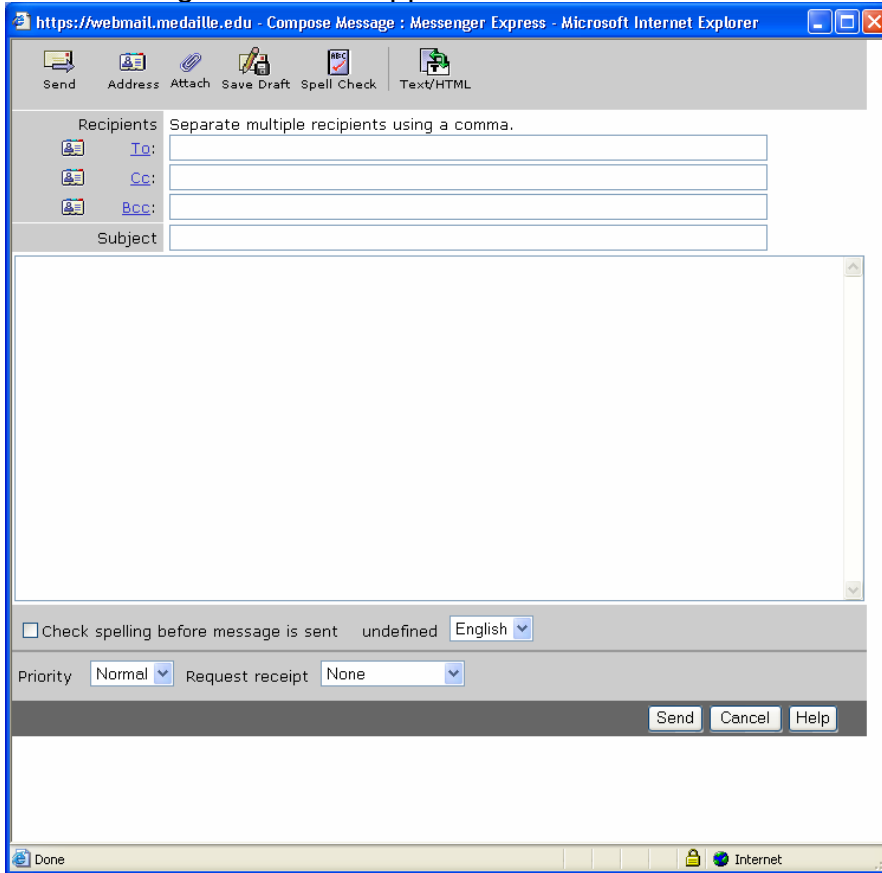 https://webmail.medaille.edu - Compose Message : Messenger Express - Microsoft Internet Explorer
Send Address Attach Save Draft Spell Check Text/HTML
Recipients Separate multiple recipients using a comma.
To:
Cc:
Bcc:
Subject
Check spelling before message is sent undefined English
Priority Normal Request receipt None
Send Cancel Help
Done Internet